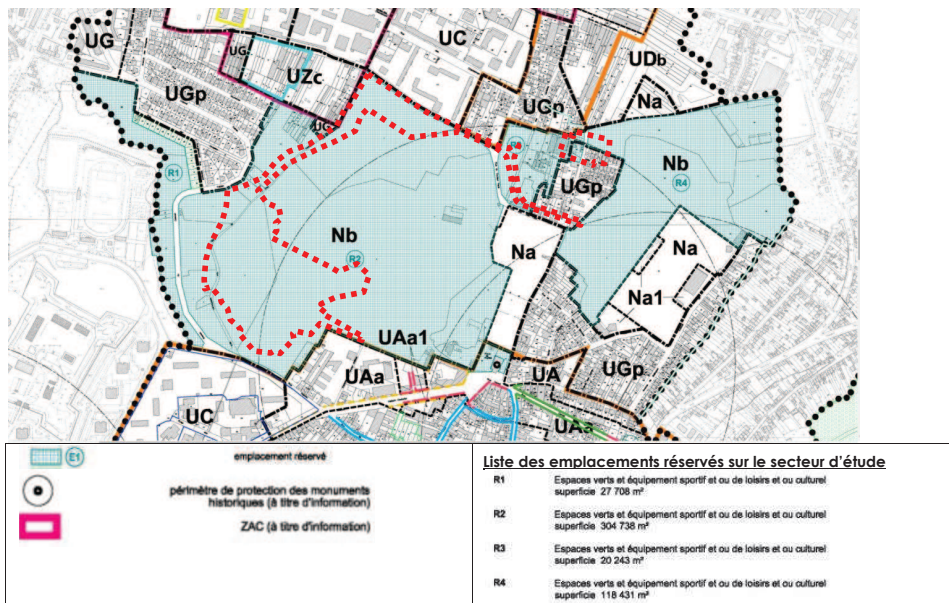 UG
UGp
UG
UZc
UC
UG
UGp
UDb
Na
R1
Nb
R2
UGp
Nb
R4
Na
Na
Na1
UAa1
UAa
UC
UA
UGp
UAa
E1
emplacement réservé
périmètre de protection des monuments
historiques (à titre d'information)
ZAC (à titre d'information)
Liste des emplacements réservés sur le secteur d'étude
R1 Espaces verts et équipement sportif et ou de loisirs et ou culturel
superficie 27 708 m²
R2 Espaces verts et équipement sportif et ou de loisirs et ou culturel
superficie 304 738 m²
R3 Espaces verts et équipement sportif et ou de loisirs et ou culturel
superficie 20 243 m²
R4 Espaces verts et équipement sportif et ou de loisirs et ou culturel
superficie 118 431 m²